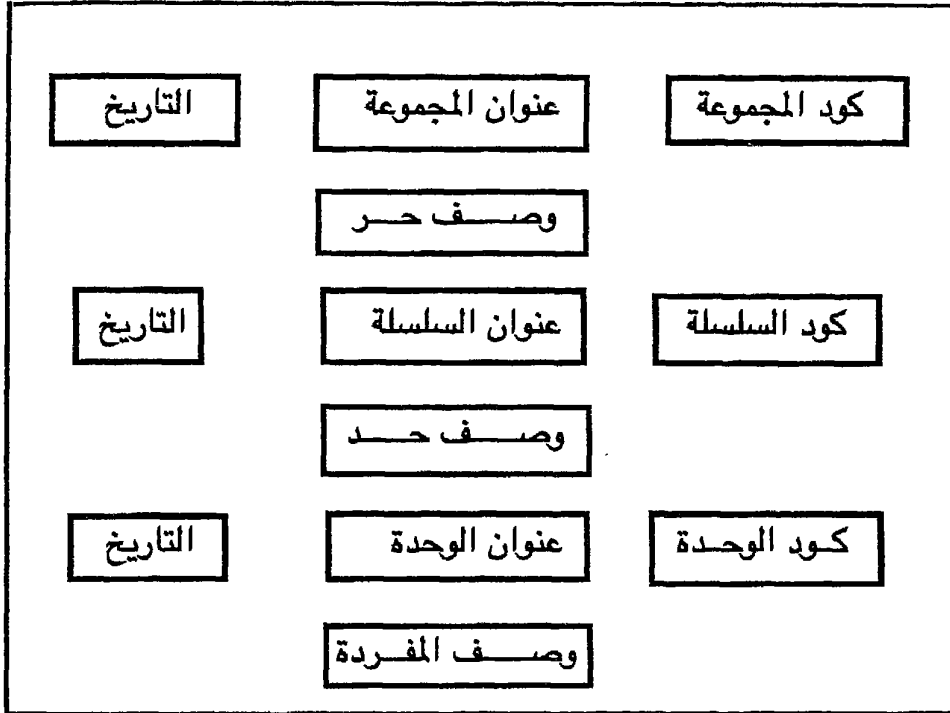 كود المجموعة عنوان المجموعة التاريخ
وصف حر
كود السلسلة عنوان السلسلة التاريخ
وصف حد
كود الوحدة عنوان الوحدة التاريخ
وصف المفردة